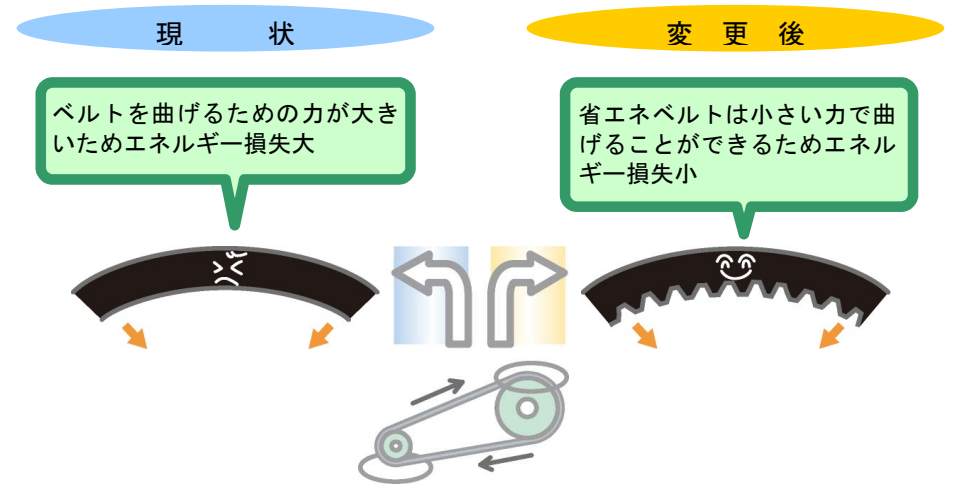 現状
変更後
ベルトを曲げるための力が大き
いためエネルギー損失大
省エネベルトは小さい力で曲
げることができるためエネル
ギー損失小